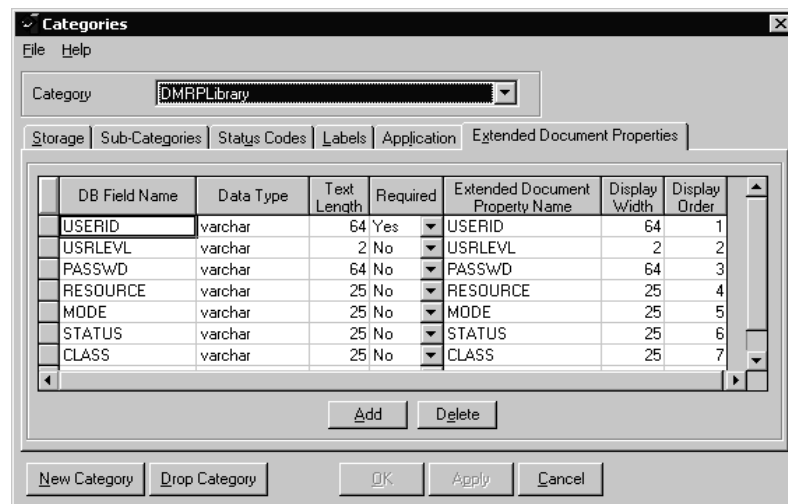 Categories
File Help
Category DMRPLibrary
Storage Sub-Categories Status Codes Labels Application Extended Document Properties
DB Field Name Data Type Text Length Required Extended Document Property Name Display Width Display Order
USERID varchar 64 Yes USERID 64 1
USRLEVL varchar 2 No USRLEVL 2 2
PASSWD varchar 64 No PASSWD 64 3
RESOURCE varchar 25 No RESOURCE 25 4
MODE varchar 25 No MODE 25 5
STATUS varchar 25 No STATUS 25 6
CLASS varchar 25 No CLASS 25 7
Add Delete
New Category Drop Category OK Apply Cancel